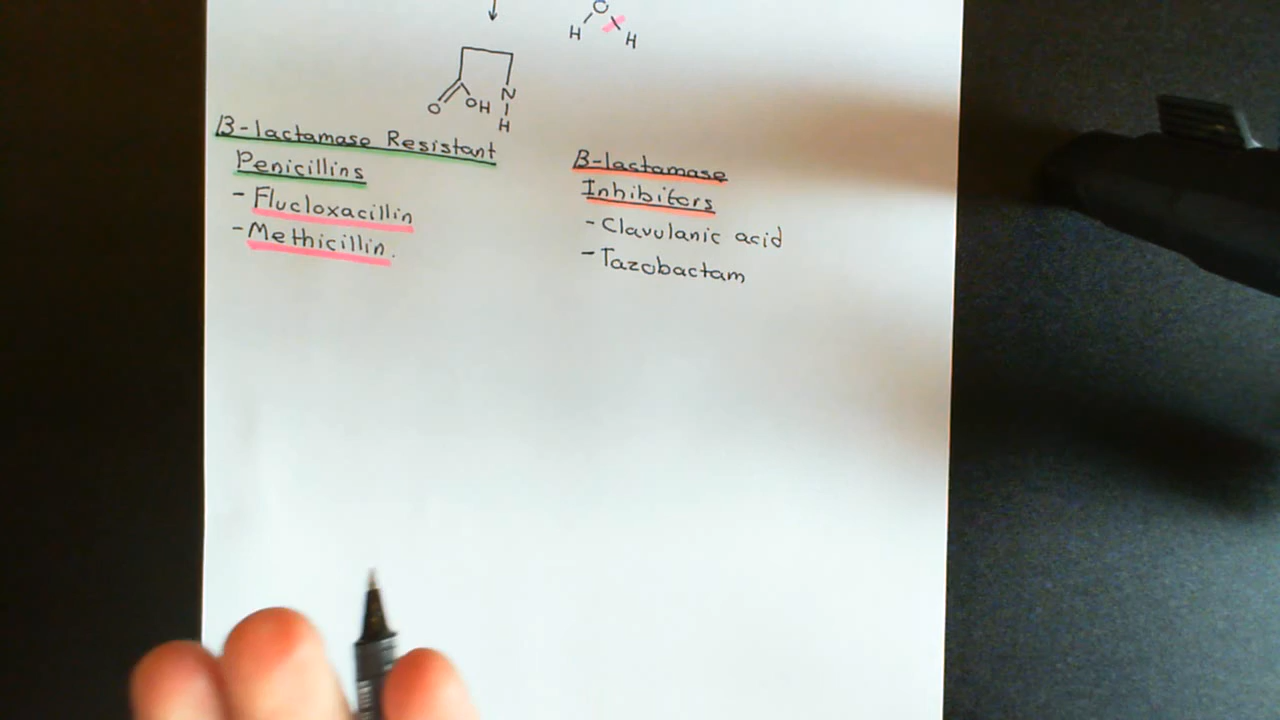 O
H
H
O
OH
N
H
β-lactamase Resistant
Penicillins
- Flucloxacillin
- Methicillin.
β-lactamase
Inhibitors
- Clavulanic acid
- Tazobactam